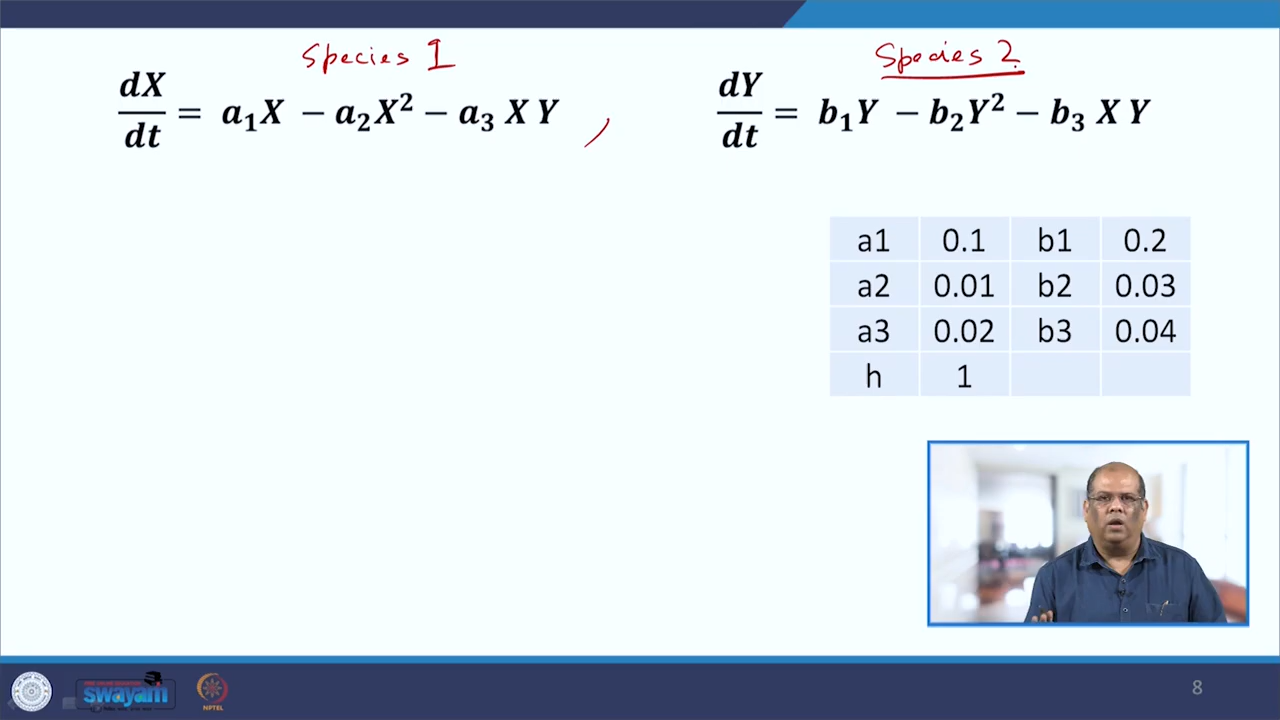 Species 1
Species 2
dX/dt = a₁X − a₂X² − a₃ X Y , dY/dt = b₁Y − b₂Y² − b₃ X Y
a1 0.1 b1 0.2
a2 0.01 b2 0.03
a3 0.02 b3 0.04
h 1
swayam
NPTEL
8